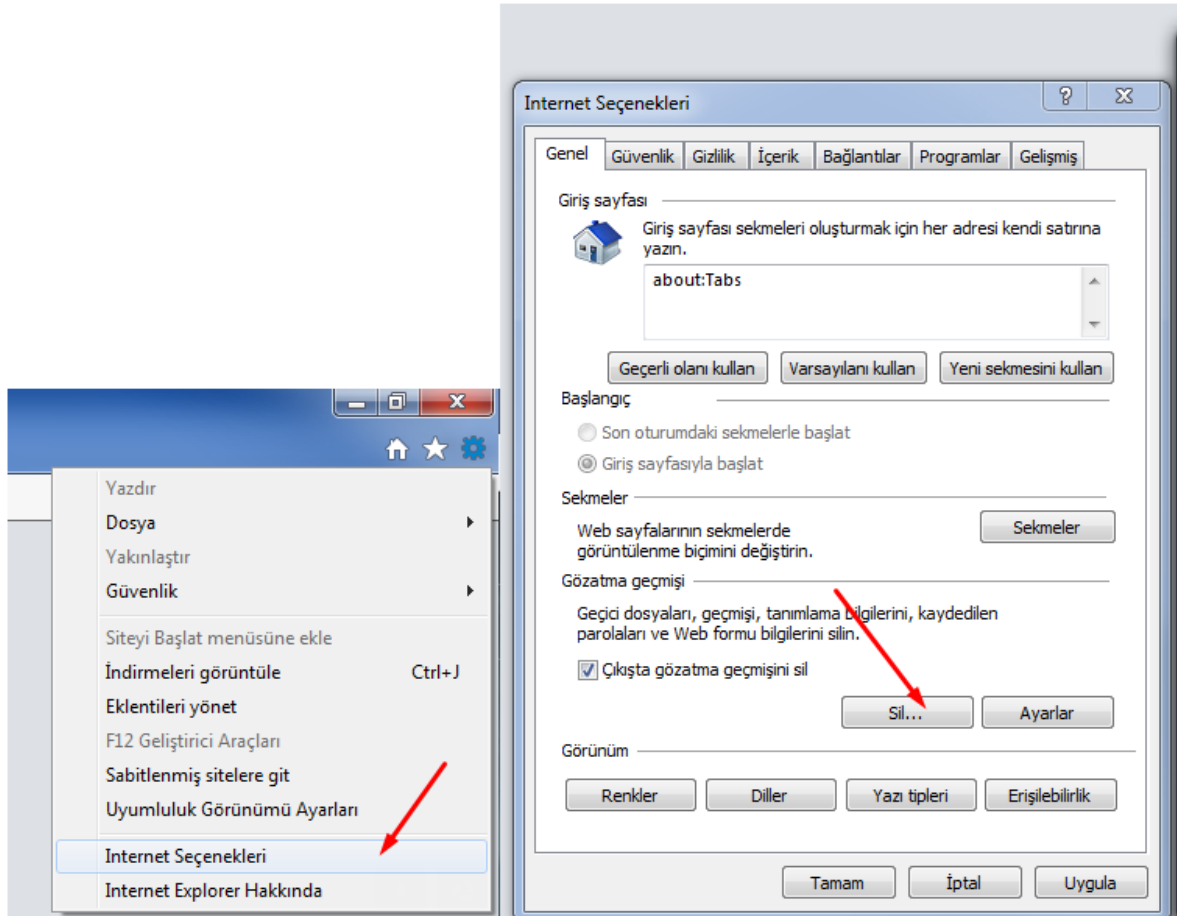 Yazdır
Dosya
Yakınlaştır
Güvenlik
Siteyi Başlat menüsüne ekle
İndirmeleri görüntüle Ctrl+J
Eklentileri yönet
F12 Geliştirici Araçları
Sabitlenmiş sitelere git
Uyumluluk Görünümü Ayarları
Internet Seçenekleri
Internet Explorer Hakkında
Internet Seçenekleri
Genel Güvenlik Gizlilik İçerik Bağlantılar Programlar Gelişmiş
Giriş sayfası
Giriş sayfası sekmeleri oluşturmak için her adresi kendi satırına
yazın.
about:Tabs
Geçerli olanı kullan Varsayılanı kullan Yeni sekmesini kullan
Başlangıç
Son oturumdaki sekmelerle başlat
Giriş sayfasıyla başlat
Sekmeler
Web sayfalarının sekmelerde
görüntülenme biçimini değiştirin.
Sekmeler
Gözatma geçmişi
Geçici dosyaları, geçmişi, tanımlama bilgilerini, kaydedilen
parolaları ve Web formu bilgilerini silin.
Çıkışta gözatma geçmişini sil
Sil... Ayarlar
Görünüm
Renkler Diller Yazı tipleri Erişilebilirlik
Tamam İptal Uygula